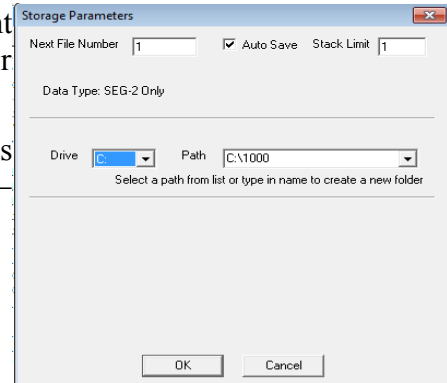 Storage Parameters
Next File Number 1 Auto Save Stack Limit 1
Data Type: SEG-2 Only
Drive C: Path C:\1000
Select a path from list or type in name to create a new folder
OK Cancel